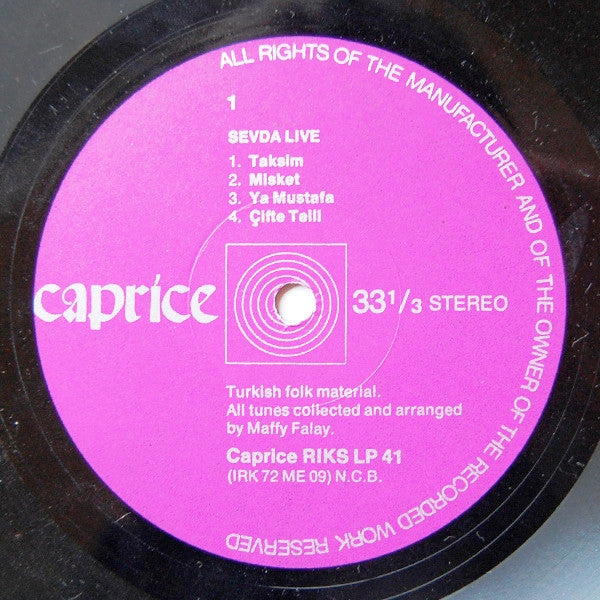 ALL RIGHTS OF THE MANUFACTURER AND OF THE OWNER OF THE RECORDED WORK RESERVED
1
SEVDA LIVE
1. Taksim
2. Misket
3. Ya Mustafa
4. Çifte Telli
caprice
33 1/3 STEREO
Turkish folk material.
All tunes collected and arranged
by Maffy Falay.
Caprice RIKS LP 41
(IRK 72 ME 09) N.C.B.